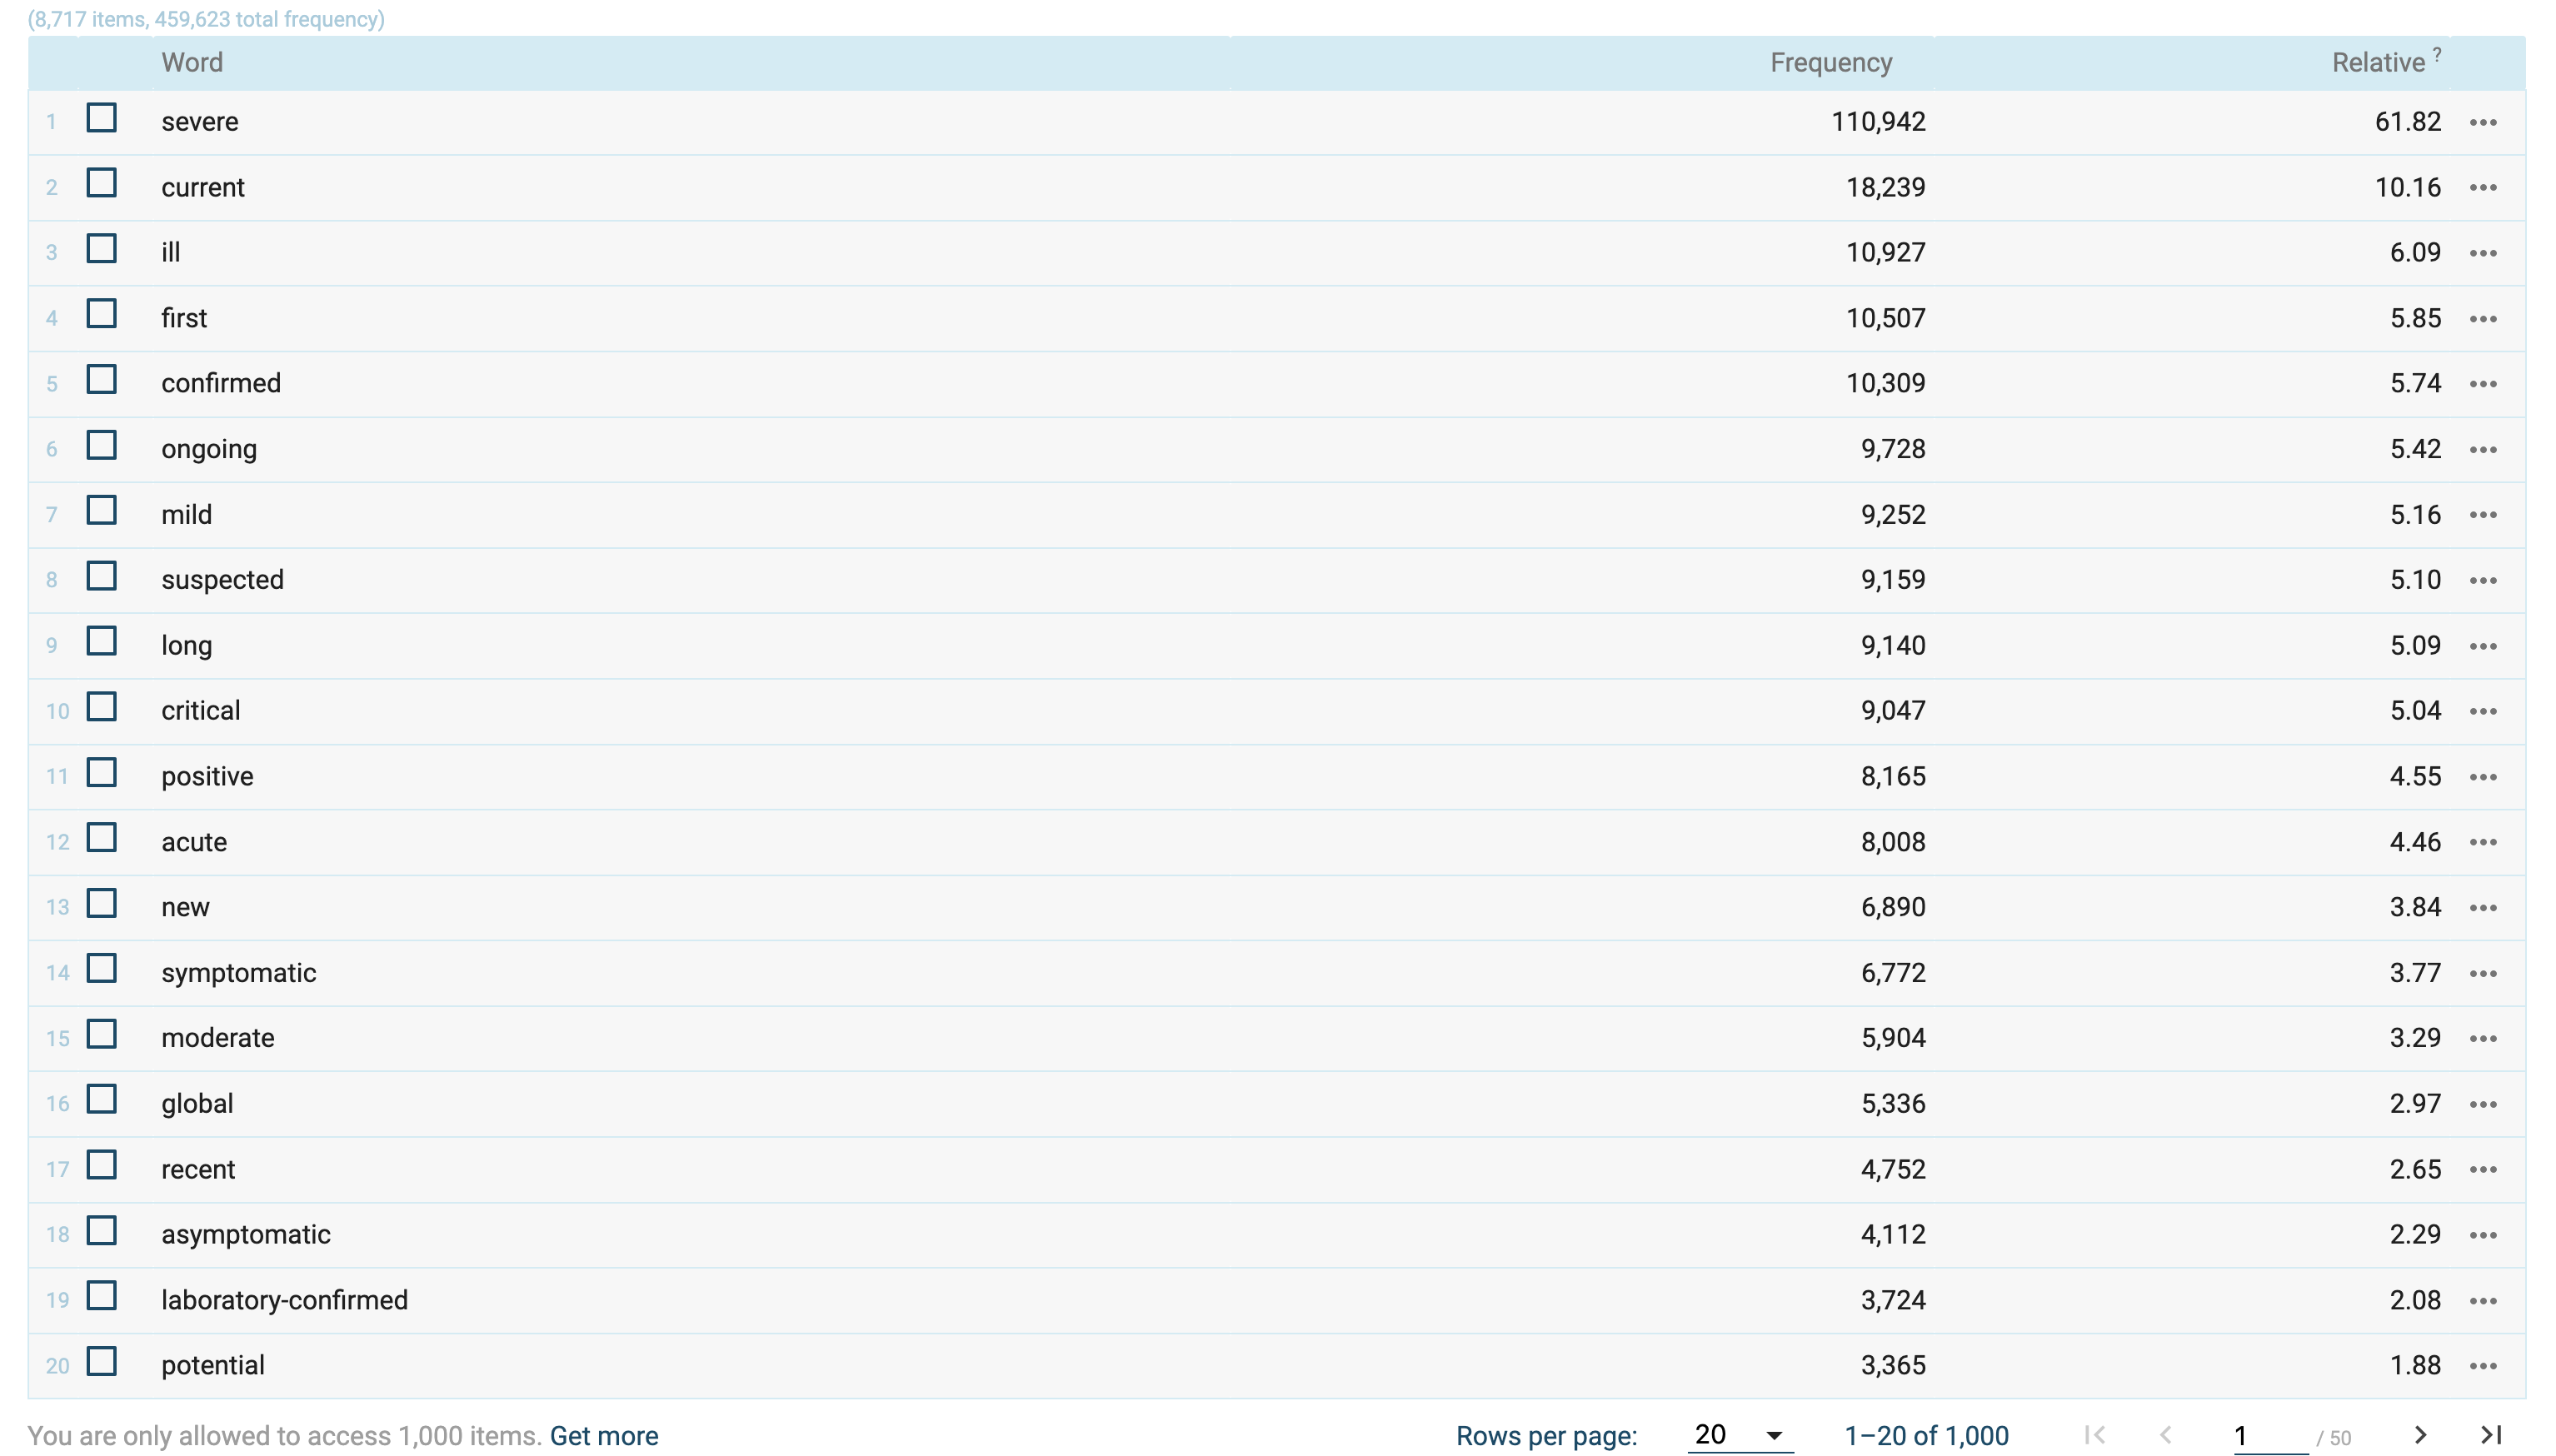 (8,717 items, 459,623 total frequency)
Word Frequency Relative ?
1 severe 110,942 61.82 •••
2 current 18,239 10.16 •••
3 ill 10,927 6.09 •••
4 first 10,507 5.85 •••
5 confirmed 10,309 5.74 •••
6 ongoing 9,728 5.42 •••
7 mild 9,252 5.16 •••
8 suspected 9,159 5.10 •••
9 long 9,140 5.09 •••
10 critical 9,047 5.04 •••
11 positive 8,165 4.55 •••
12 acute 8,008 4.46 •••
13 new 6,890 3.84 •••
14 symptomatic 6,772 3.77 •••
15 moderate 5,904 3.29 •••
16 global 5,336 2.97 •••
17 recent 4,752 2.65 •••
18 asymptomatic 4,112 2.29 •••
19 laboratory-confirmed 3,724 2.08 •••
20 potential 3,365 1.88 •••
You are only allowed to access 1,000 items. Get more Rows per page: 20 1–20 of 1,000 1 / 50